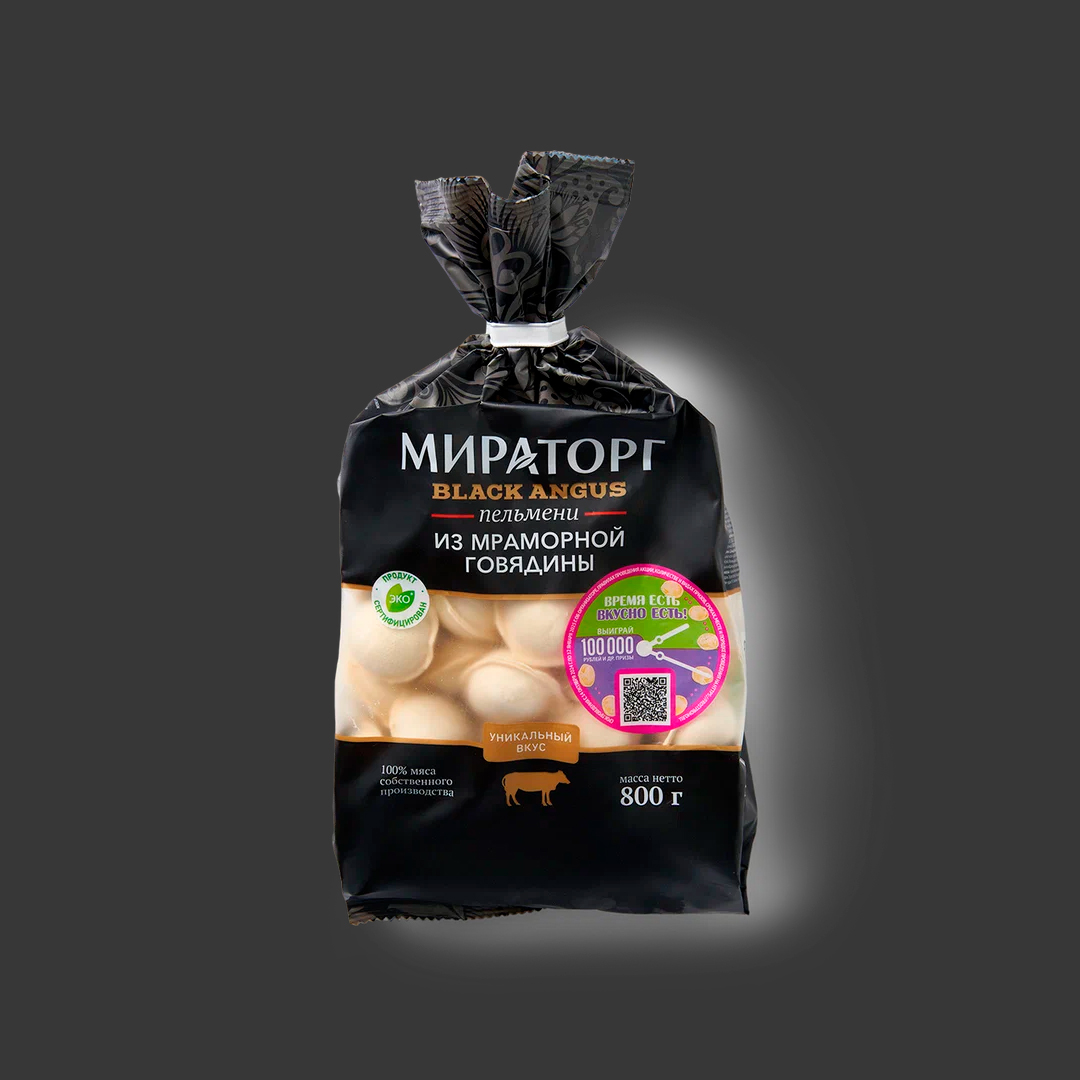 МИРАТОРГ
BLACK ANGUS
пельмени
ИЗ МРАМОРНОЙ
ГОВЯДИНЫ
ПРОДУКТ
ЭКО
СЕРТИФИЦИРОВАН
ВРЕМЯ ЕСТЬ
ВКУСНО ЕСТЬ!
ВЫИГРАЙ
100 000
РУБЛЕЙ И ДР. ПРИЗЫ
УНИКАЛЬНЫЙ
ВКУС
100% мяса
собственного
производства
масса нетто
800 г